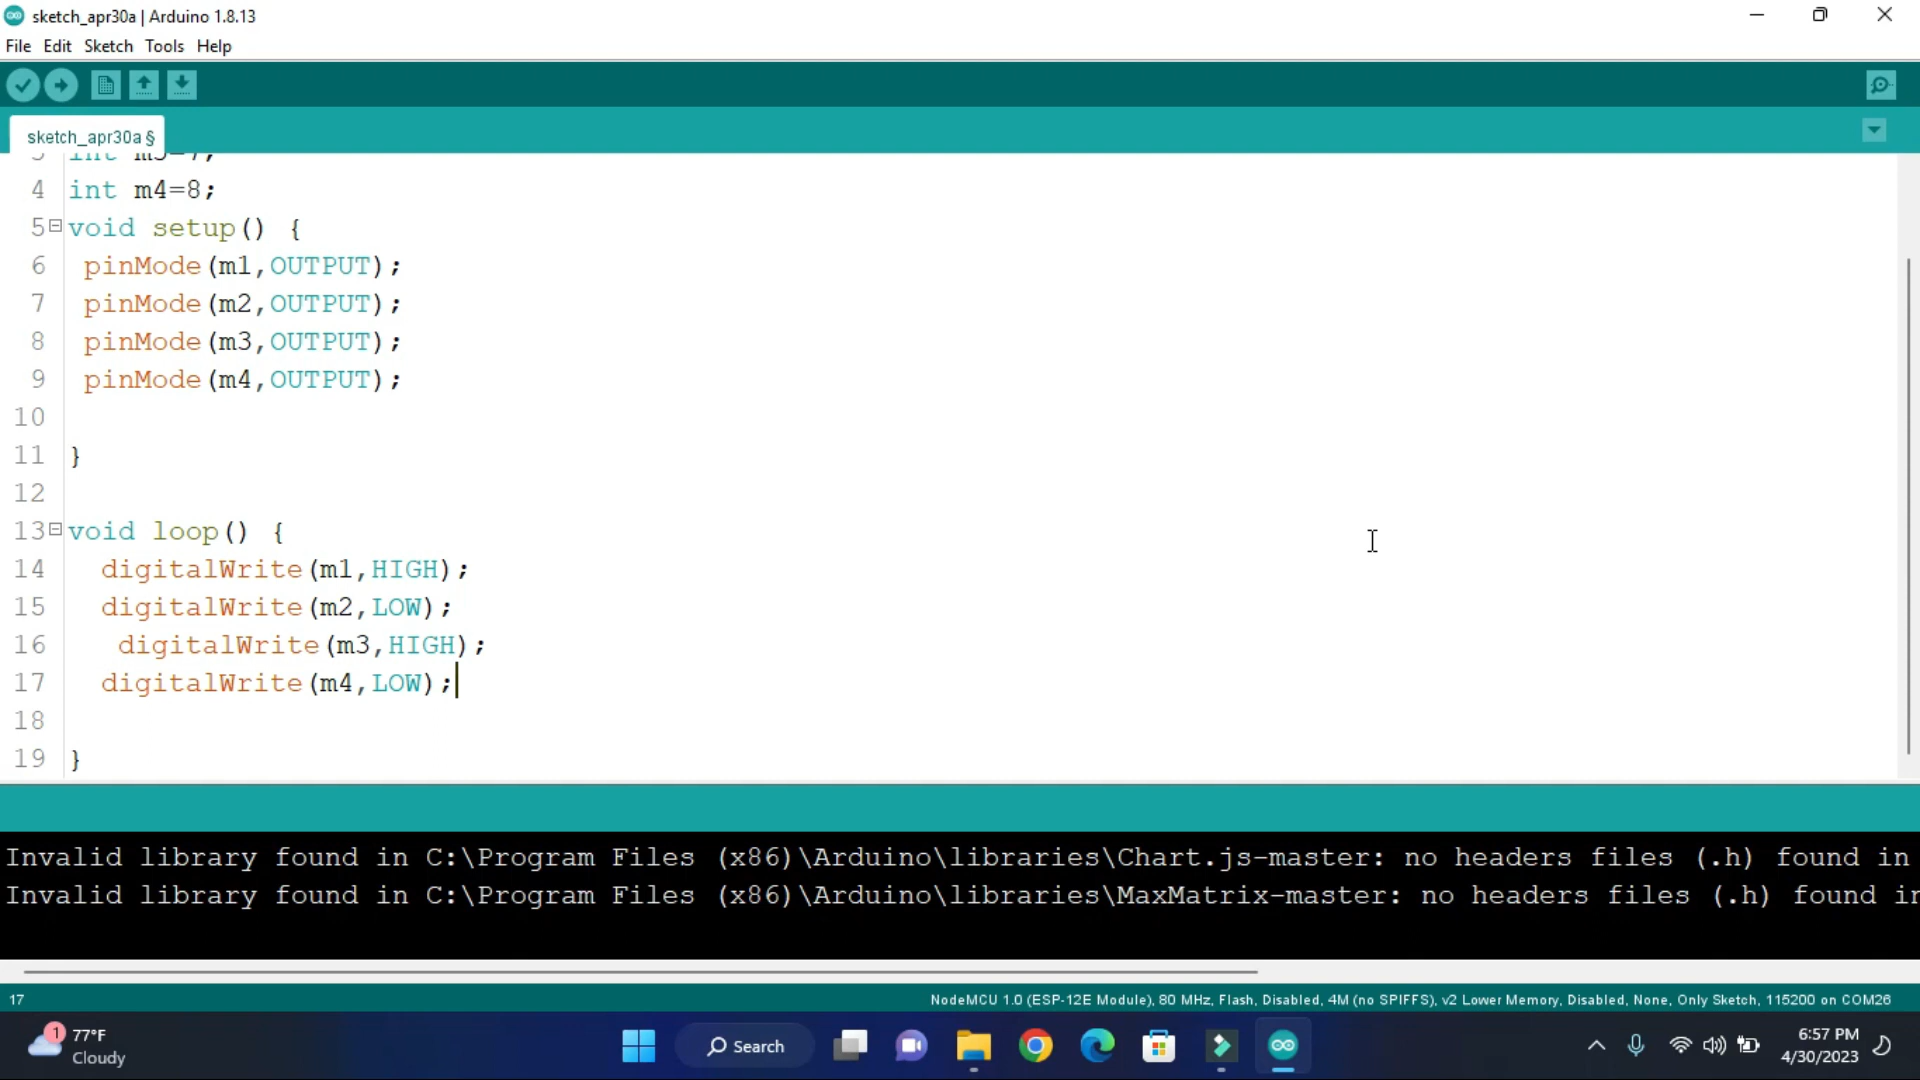 sketch_apr30a | Arduino 1.8.13
File Edit Sketch Tools Help
sketch_apr30a §
4 int m4=8;
5 void setup() {
6 pinMode(m1,OUTPUT);
7 pinMode(m2,OUTPUT);
8 pinMode(m3,OUTPUT);
9 pinMode(m4,OUTPUT);
10
11 }
12
13 void loop() {
14 digitalWrite(m1,HIGH);
15 digitalWrite(m2,LOW);
16 digitalWrite(m3,HIGH);
17 digitalWrite(m4,LOW);
18
19 }
Invalid library found in C:\Program Files (x86)\Arduino\libraries\Chart.js-master: no headers files (.h) found in
Invalid library found in C:\Program Files (x86)\Arduino\libraries\MaxMatrix-master: no headers files (.h) found in
17 NodeMCU 1.0 (ESP-12E Module), 80 MHz, Flash, Disabled, 4M (no SPIFFS), v2 Lower Memory, Disabled, None, Only Sketch, 115200 on COM26
1 77°F
Cloudy
Search
6:57 PM
4/30/2023